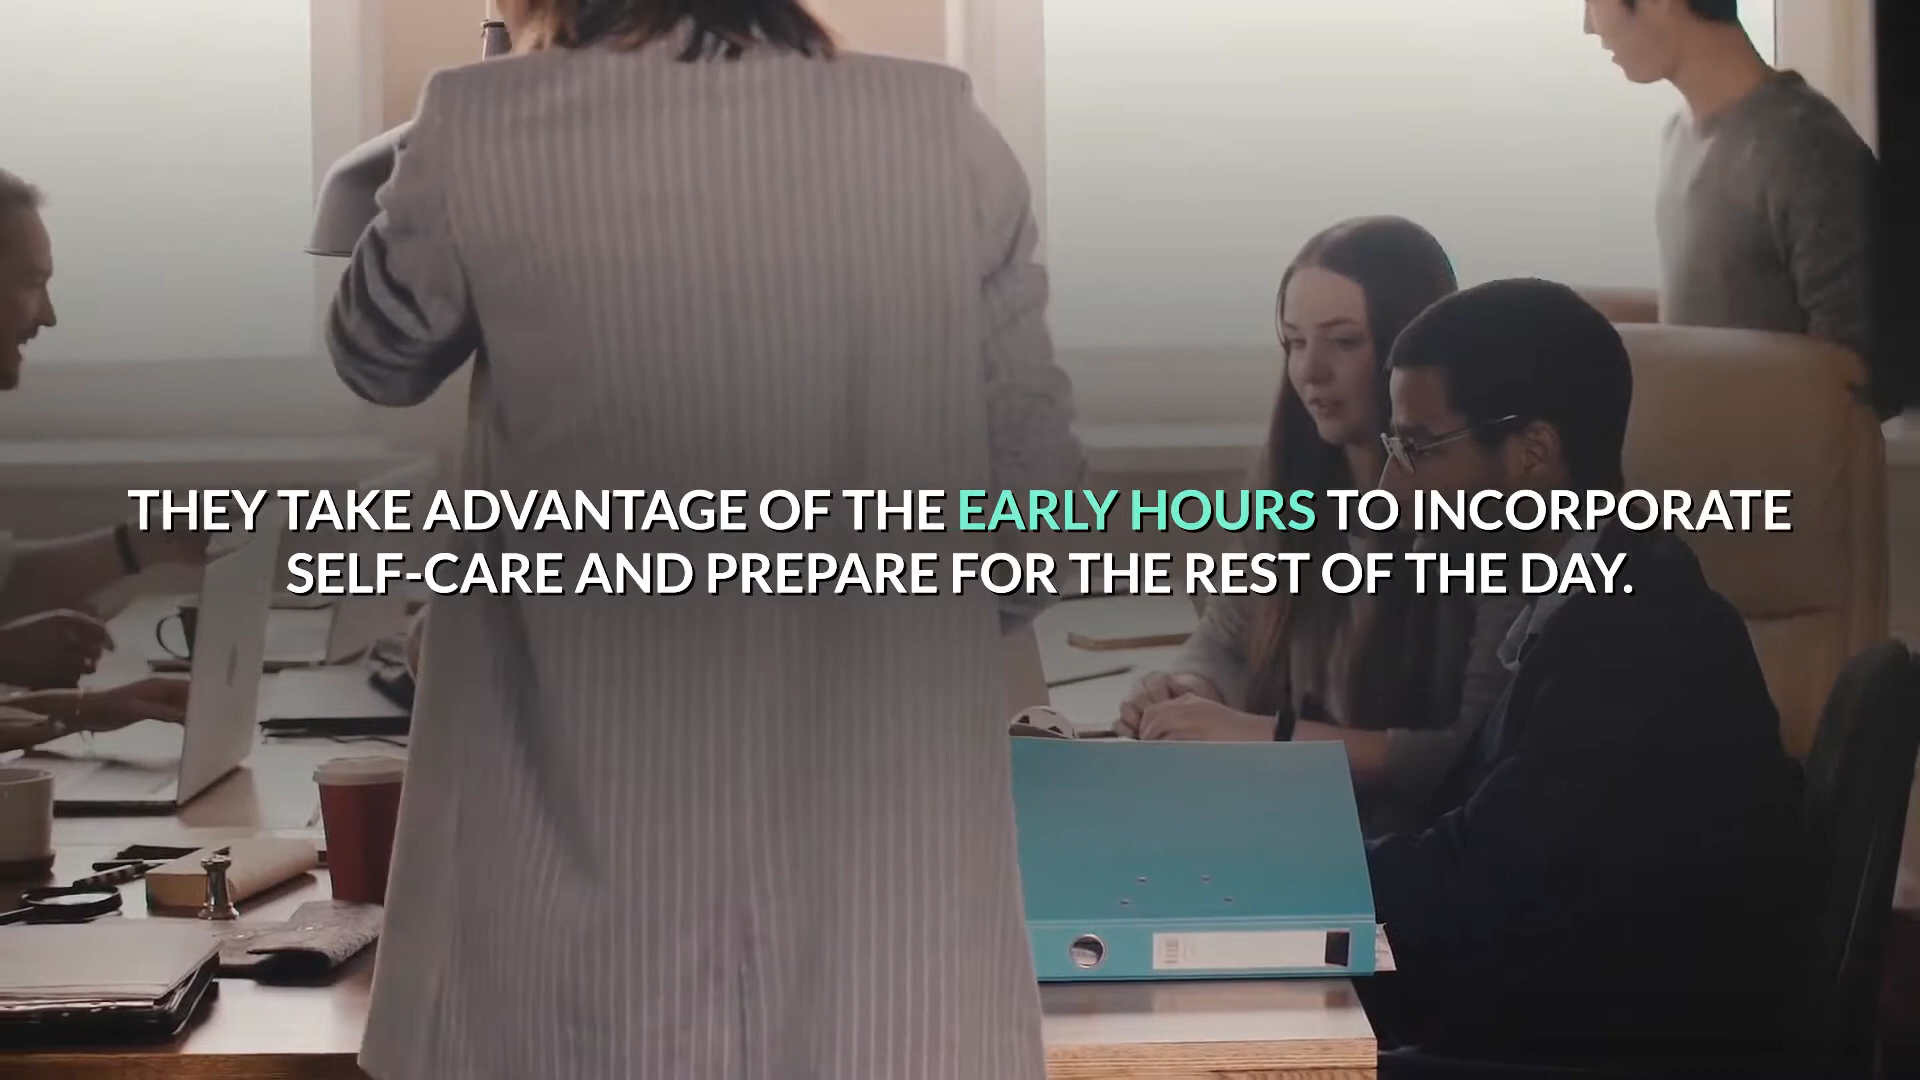 THEY TAKE ADVANTAGE OF THE EARLY HOURS TO INCORPORATE
SELF-CARE AND PREPARE FOR THE REST OF THE DAY.